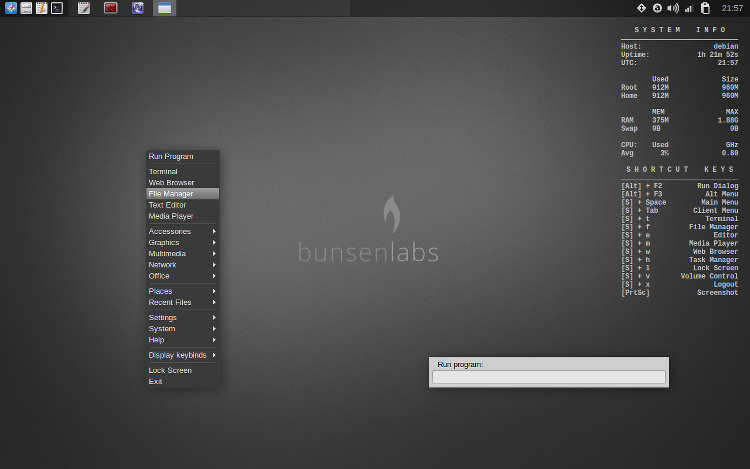 21:57
SYSTEM INFO
Host: debian
Uptime: 1h 21m 52s
UTC: 21:57
Used Size
Root 912M 960M
Home 912M 960M
MEM MAX
RAM 375M 1.88G
Swap 0B 0B
CPU: Used GHz
Avg 3% 0.80
SHORTCUT KEYS
[Alt] + F2 Run Dialog
[Alt] + F3 Alt Menu
[S] + Space Main Menu
[S] + Tab Client Menu
[S] + t Terminal
[S] + f File Manager
[S] + e Editor
[S] + m Media Player
[S] + w Web Browser
[S] + h Task Manager
[S] + l Lock Screen
[S] + v Volume Control
[S] + x Logout
[PrtSc] Screenshot
Run Program
Terminal
Web Browser
File Manager
Text Editor
Media Player
Accessories
Graphics
Multimedia
Network
Office
Places
Recent Files
Settings
System
Help
Display keybinds
Lock Screen
Exit
bunsenlabs
Run program: